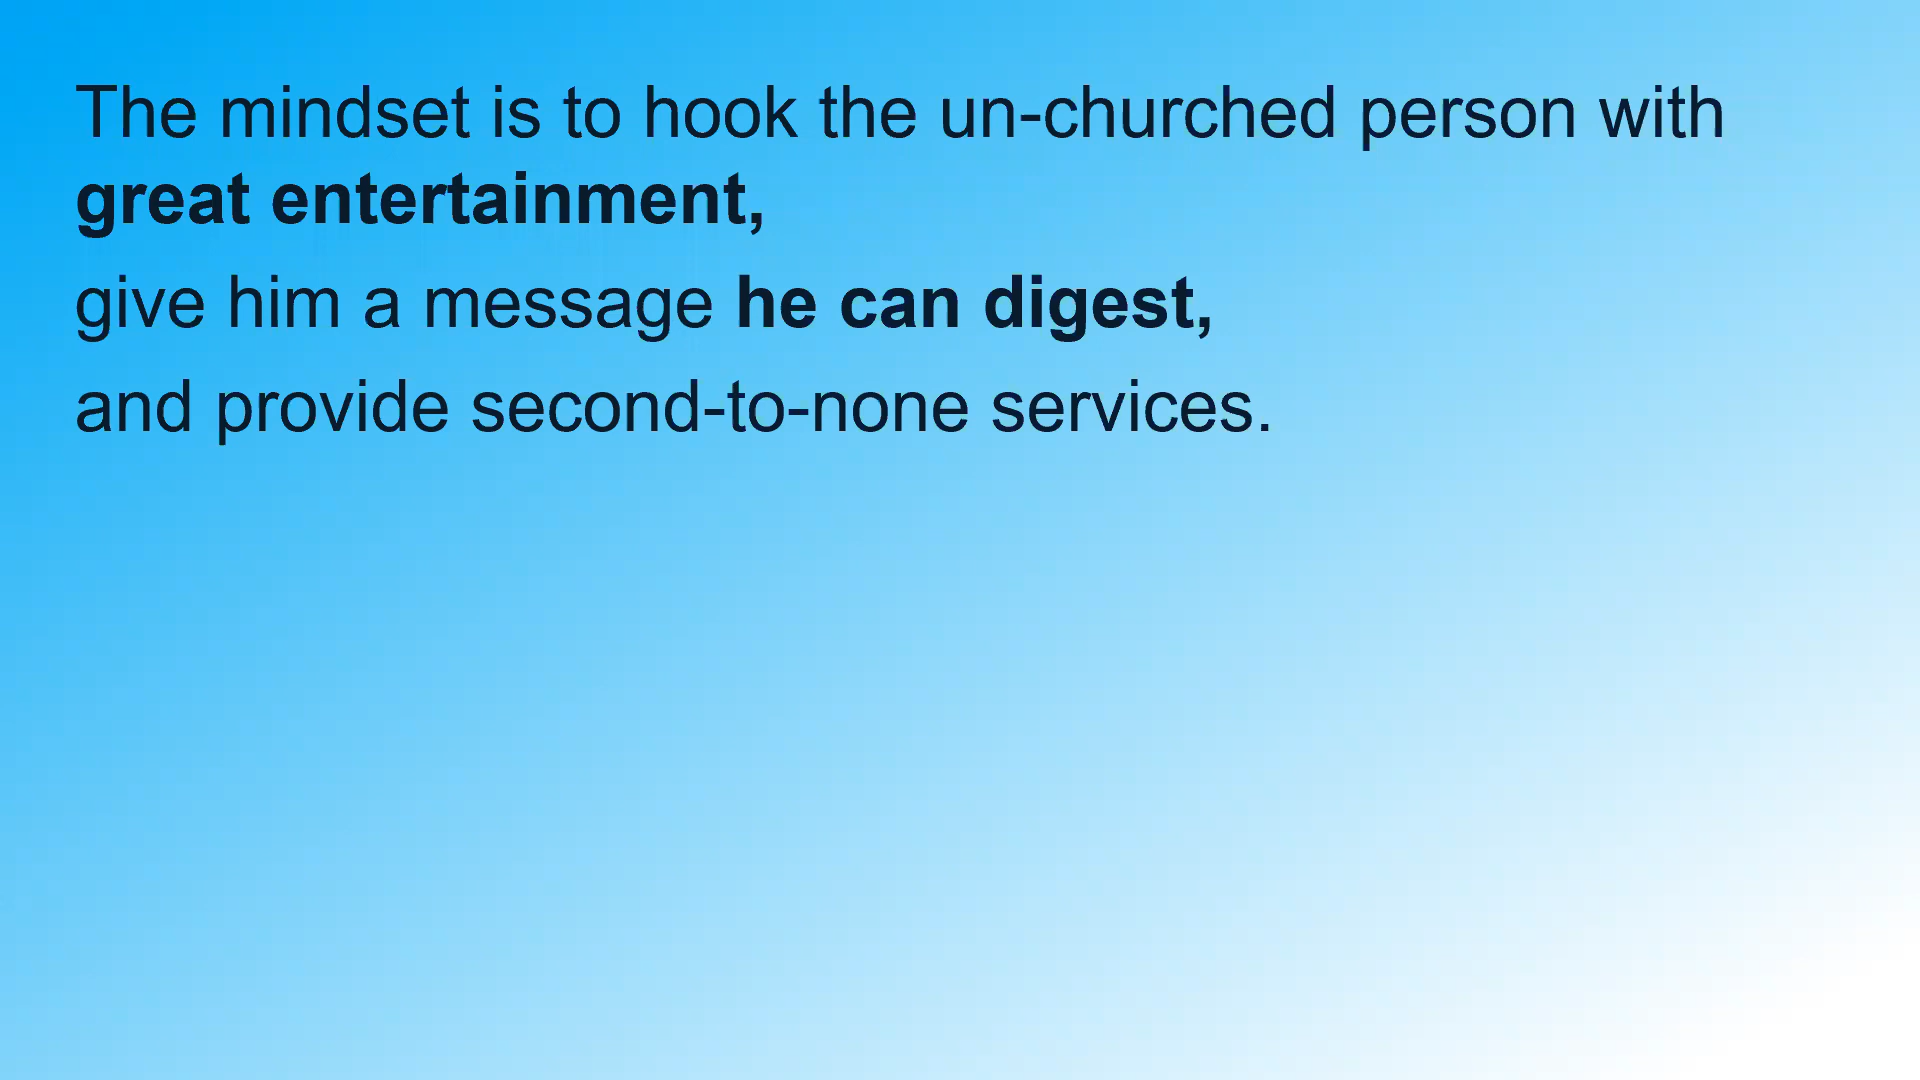 The mindset is to hook the un-churched person with
great entertainment,
give him a message he can digest,
and provide second-to-none services.